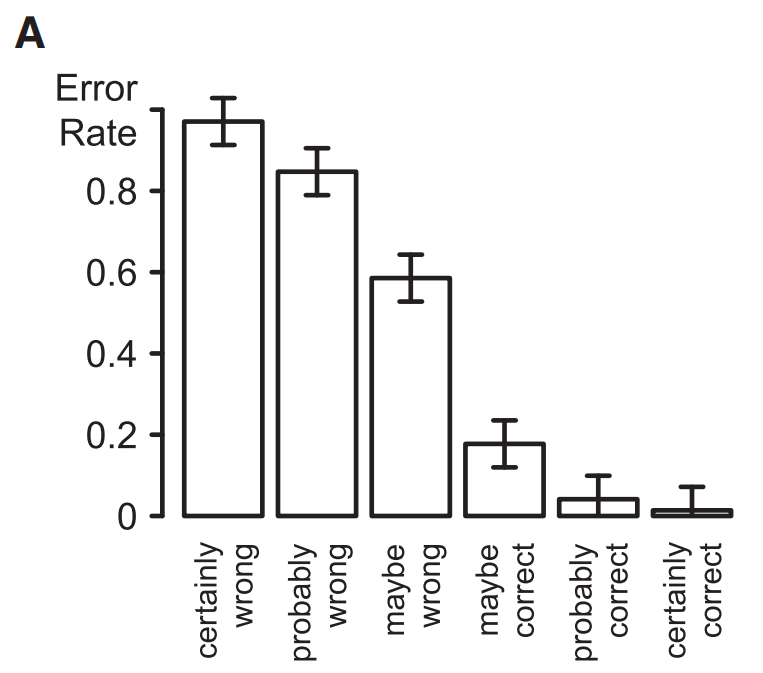 A
Error
Rate
0.8
0.6
0.4
0.2
0
certainly
wrong
probably
wrong
maybe
wrong
maybe
correct
probably
correct
certainly
correct